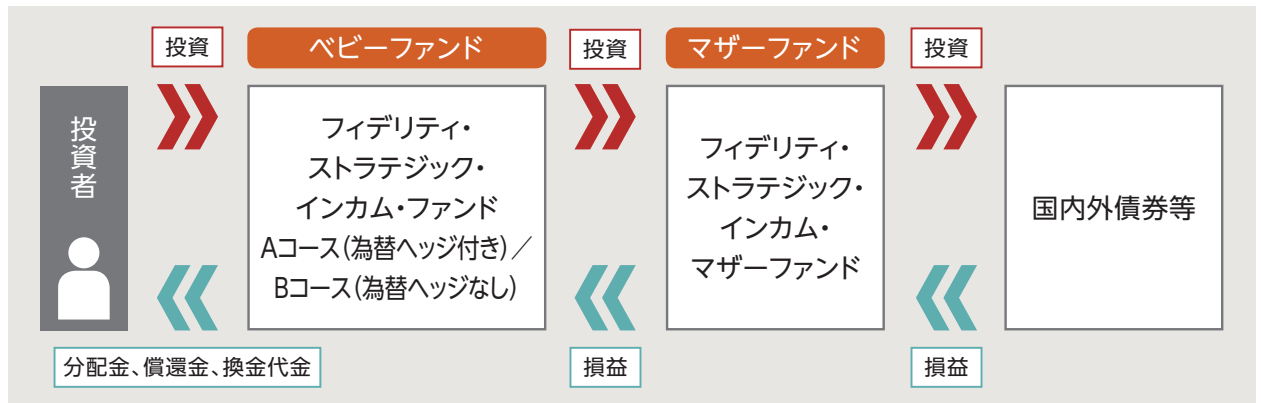 投資
ベビーファンド
投資
マザーファンド
投資
投資者
フィデリティ・
ストラテジック・
インカム・ファンド
Aコース(為替ヘッジ付き)／
Bコース(為替ヘッジなし)
フィデリティ・
ストラテジック・
インカム・
マザーファンド
国内外債券等
分配金、償還金、換金代金
損益
損益